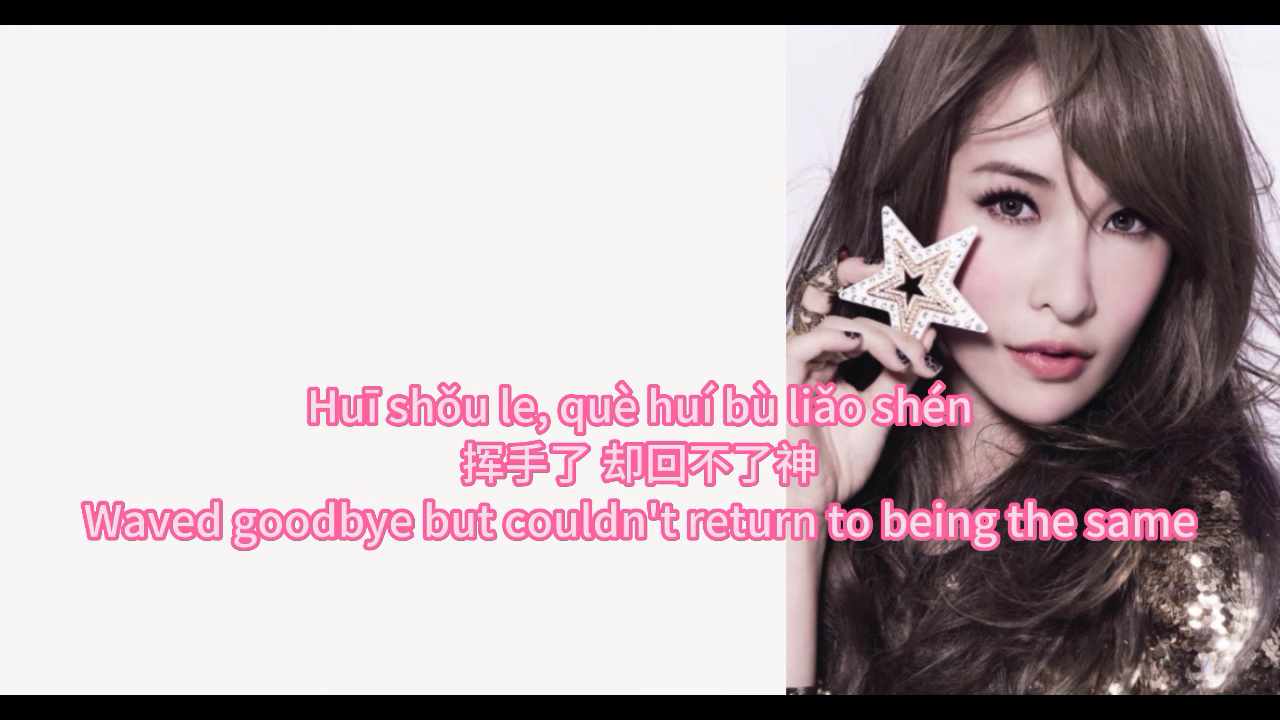 Huī shǒu le, què huí bù liǎo shén
挥手了 却回不了神
Waved goodbye but couldn't return to being the same